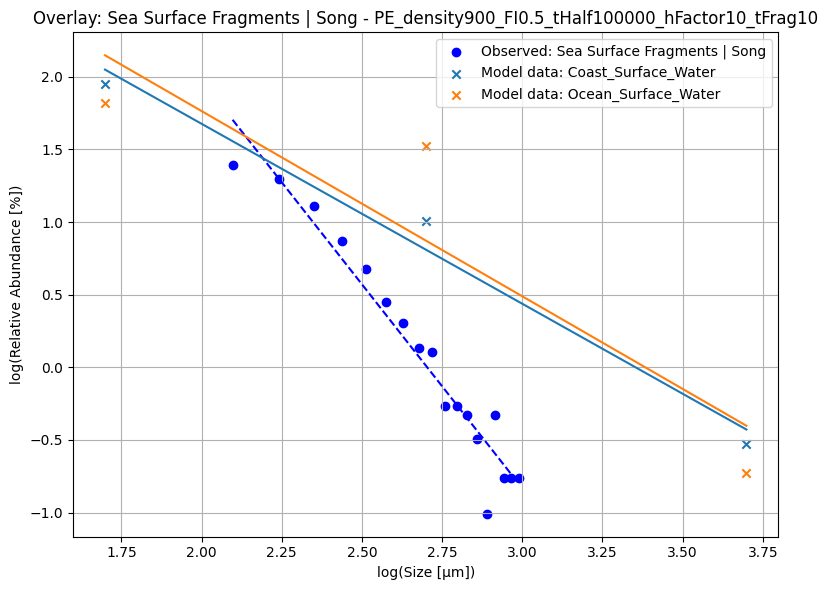 Overlay: Sea Surface Fragments | Song - PE_density900_FI0.5_tHalf100000_hFactor10_tFrag10
Observed: Sea Surface Fragments | Song
Model data: Coast_Surface_Water
Model data: Ocean_Surface_Water
log(Relative Abundance [%])
2.0
1.5
1.0
0.5
0.0
−0.5
−1.0
1.75 2.00 2.25 2.50 2.75 3.00 3.25 3.50 3.75
log(Size [μm])